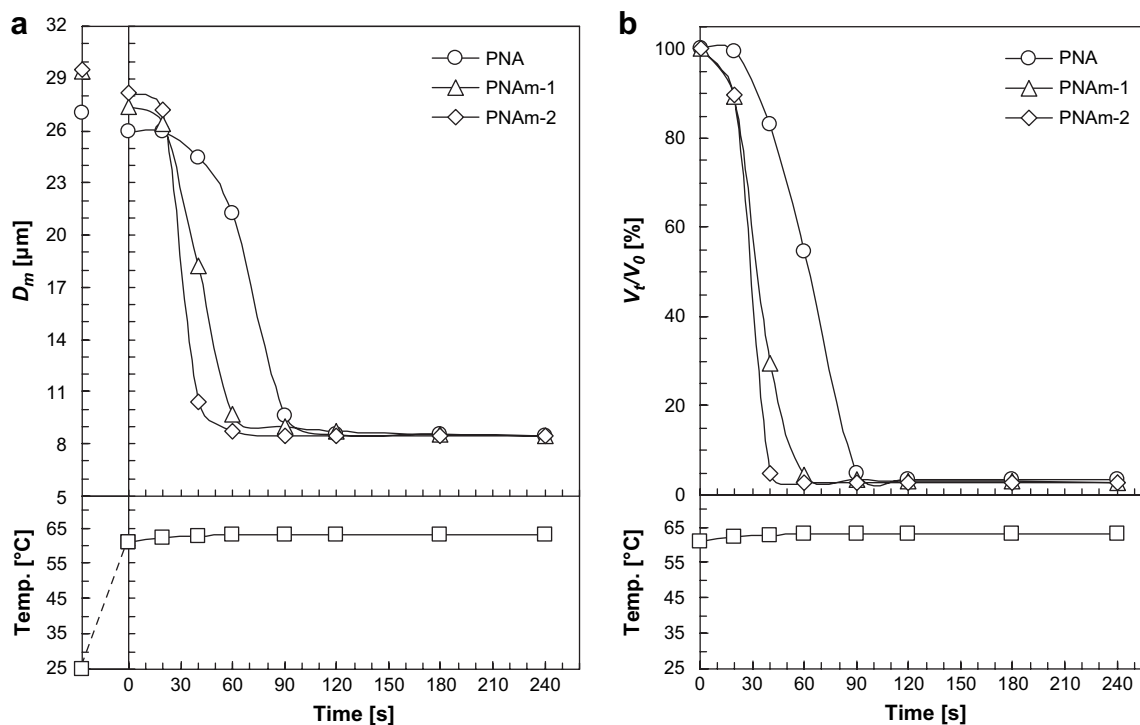 a
32
29
26
23
20
17
14
11
8
5
D_m [µm]
PNA
PNAm-1
PNAm-2
65
55
45
35
25
Temp. [°C]
0 30 60 90 120 150 180 210 240
Time [s]
b
100
80
60
40
20
0
V_t/V_0 [%]
PNA
PNAm-1
PNAm-2
65
55
45
35
25
Temp. [°C]
0 30 60 90 120 150 180 210 240
Time [s]